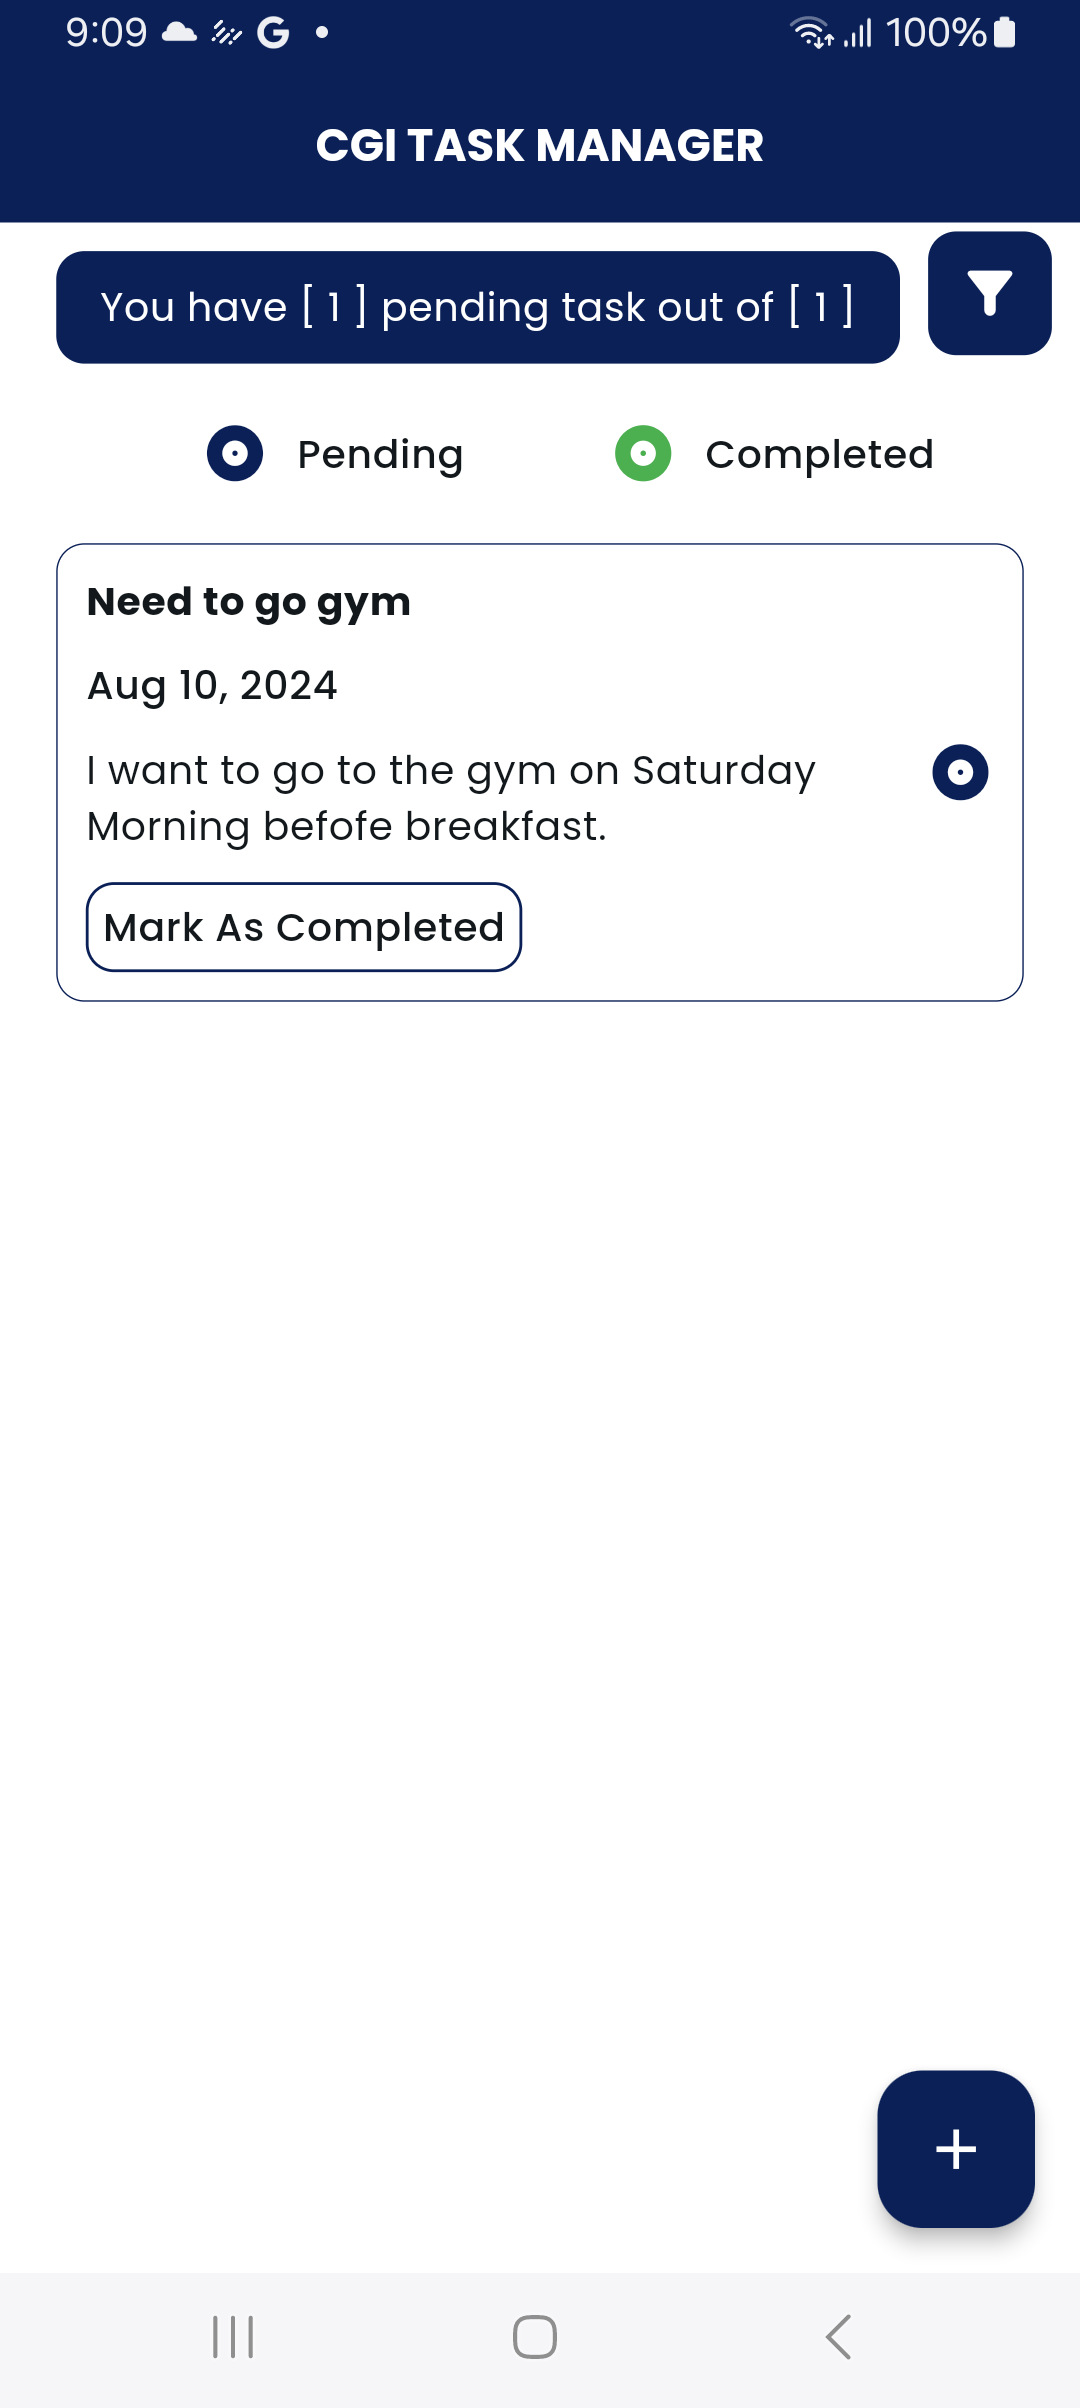 9:09 100%
CGI TASK MANAGER
You have [ 1 ] pending task out of [ 1 ]
Pending Completed
Need to go gym
Aug 10, 2024
I want to go to the gym on Saturday
Morning befofe breakfast.
Mark As Completed